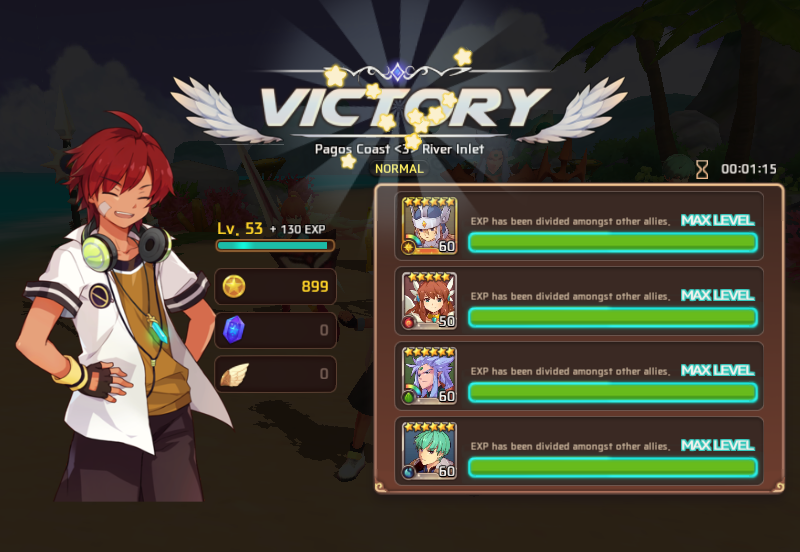 VICTORY
Pagos Coast <3> River Inlet
NORMAL
00:01:15
Lv. 53 + 130 EXP
899
0
0
EXP has been divided amongst other allies. MAX LEVEL
60
EXP has been divided amongst other allies. MAX LEVEL
50
EXP has been divided amongst other allies. MAX LEVEL
60
EXP has been divided amongst other allies. MAX LEVEL
60